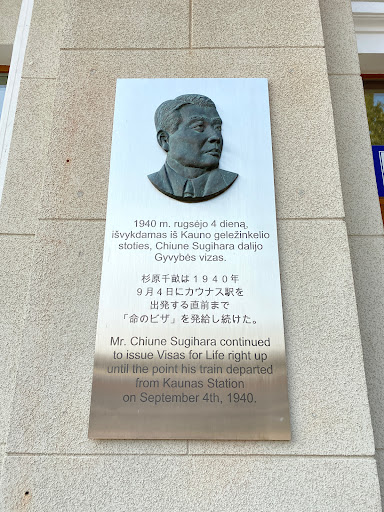 1940 m. rugsėjo 4 dieną,
išvykdamas iš Kauno geležinkelio
stoties, Chiune Sugihara dalijo
Gyvybės vizas.
杉原千畝は１９４０年
９月４日にカウナス駅を
出発する直前まで
「命のビザ」を発給し続けた。
Mr. Chiune Sugihara continued
to issue Visas for Life right up
until the point his train departed
from Kaunas Station
on September 4th, 1940.